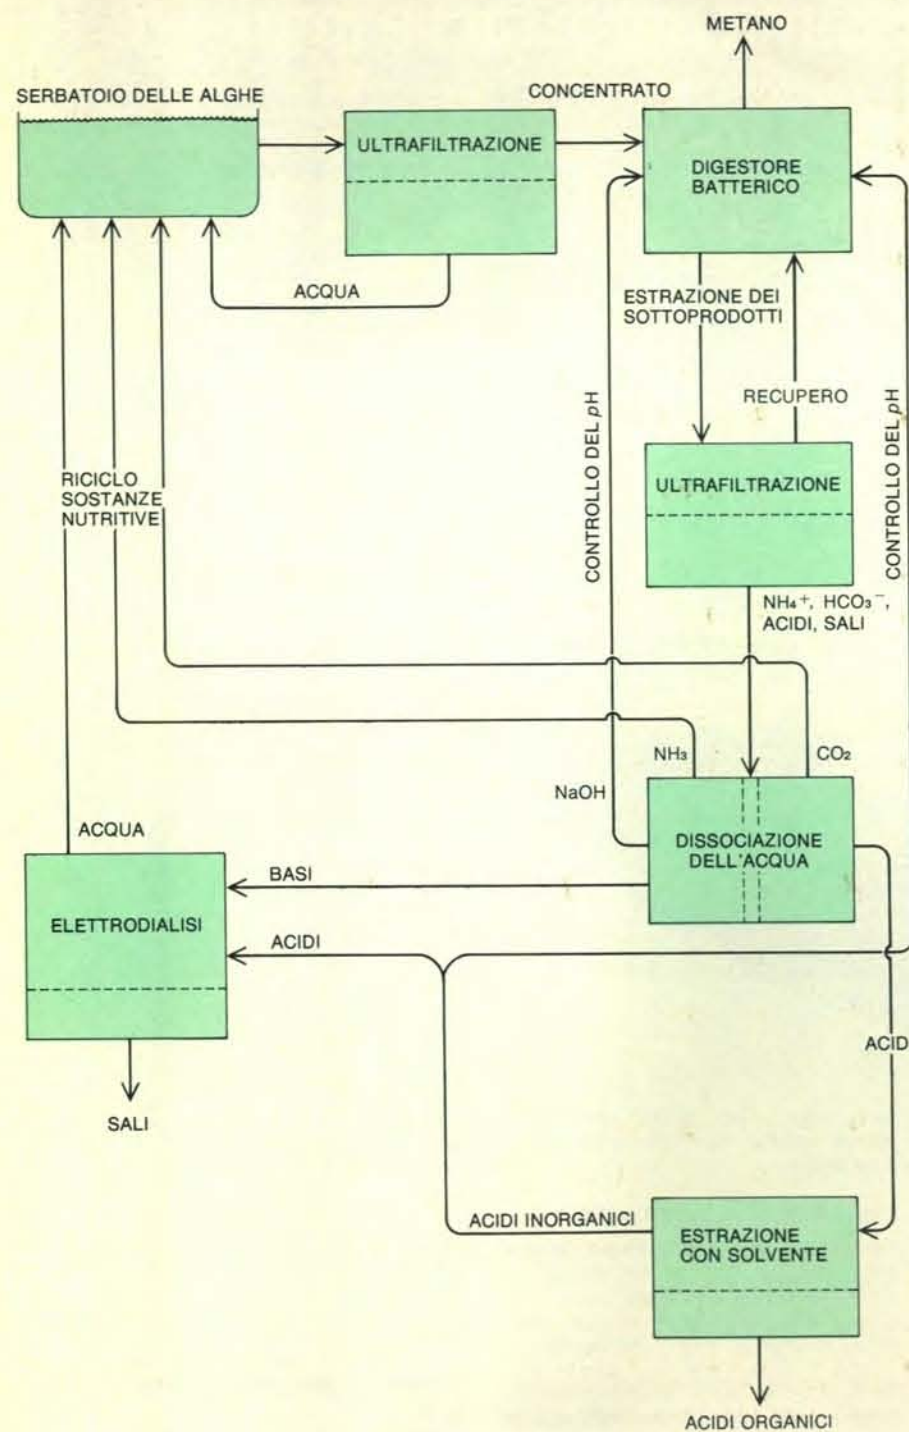 METANO
SERBATOIO DELLE ALGHE
CONCENTRATO
ULTRAFILTRAZIONE
DIGESTORE
BATTERICO
ACQUA
ESTRAZIONE DEI
SOTTOPRODOTTI
CONTROLLO DEL pH
RECUPERO
CONTROLLO DEL pH
RICICLO
SOSTANZE
NUTRITIVE
ULTRAFILTRAZIONE
NH₄⁺, HCO₃⁻,
ACIDI, SALI
NH₃
CO₂
NaOH
ACQUA
DISSOCIAZIONE
DELL'ACQUA
BASI
ELETTRODIALISI
ACIDI
ACIDI
SALI
ACIDI INORGANICI
ESTRAZIONE
CON SOLVENTE
ACIDI ORGANICI